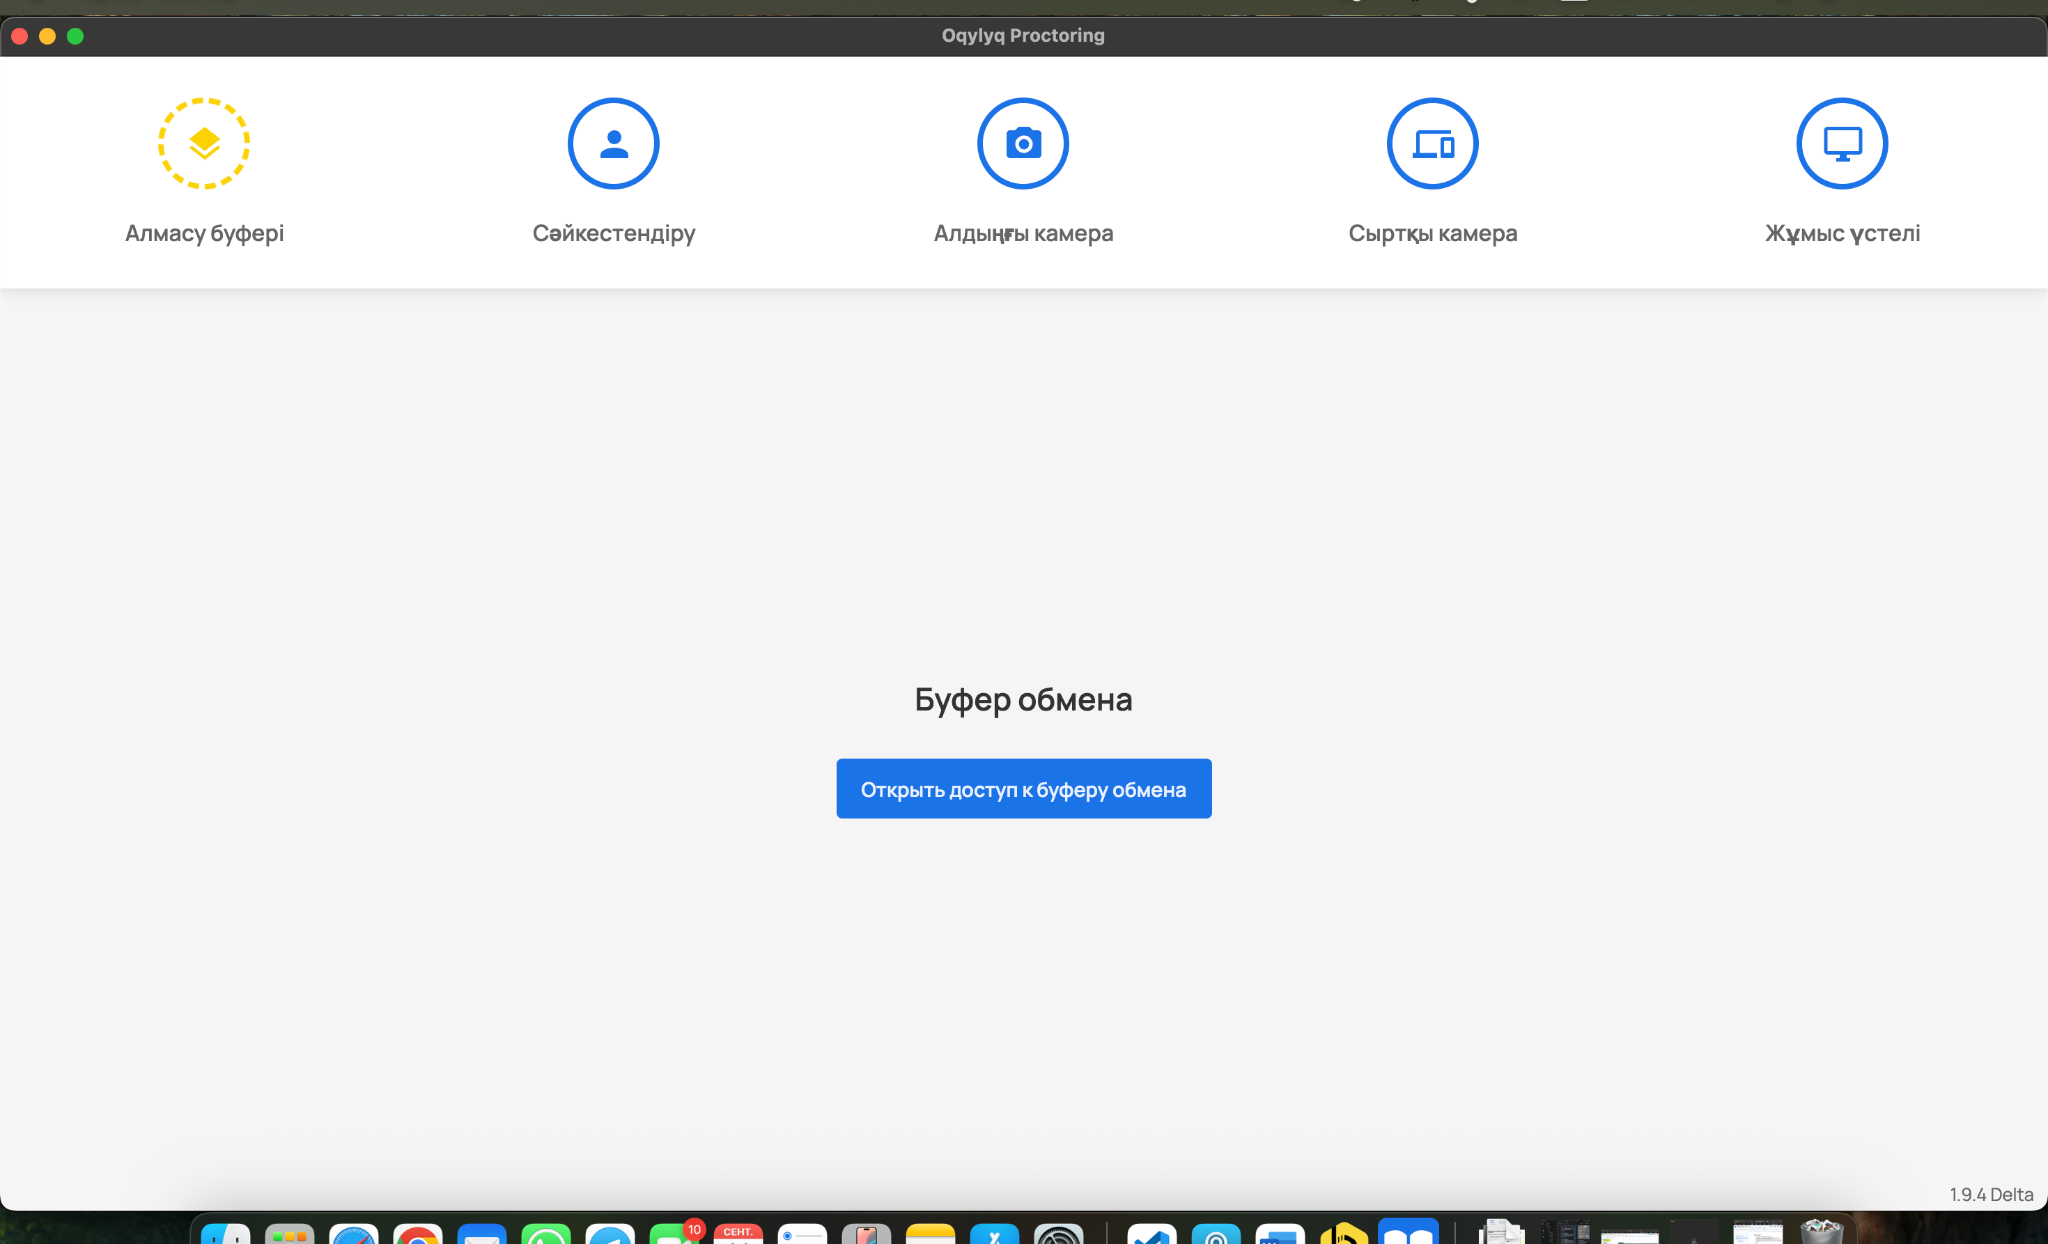 Oqylyq Proctoring
Алмасу буфері
Сәйкестендіру
Алдыңғы камера
Сыртқы камера
Жұмыс үстелі
Буфер обмена
Открыть доступ к буферу обмена
1.9.4 Delta
10
СЕНТ.